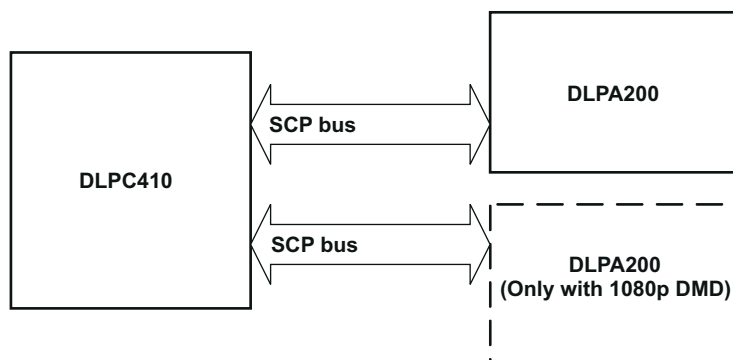 DLPC410
SCP bus
DLPA200
SCP bus
DLPA200
(Only with 1080p DMD)